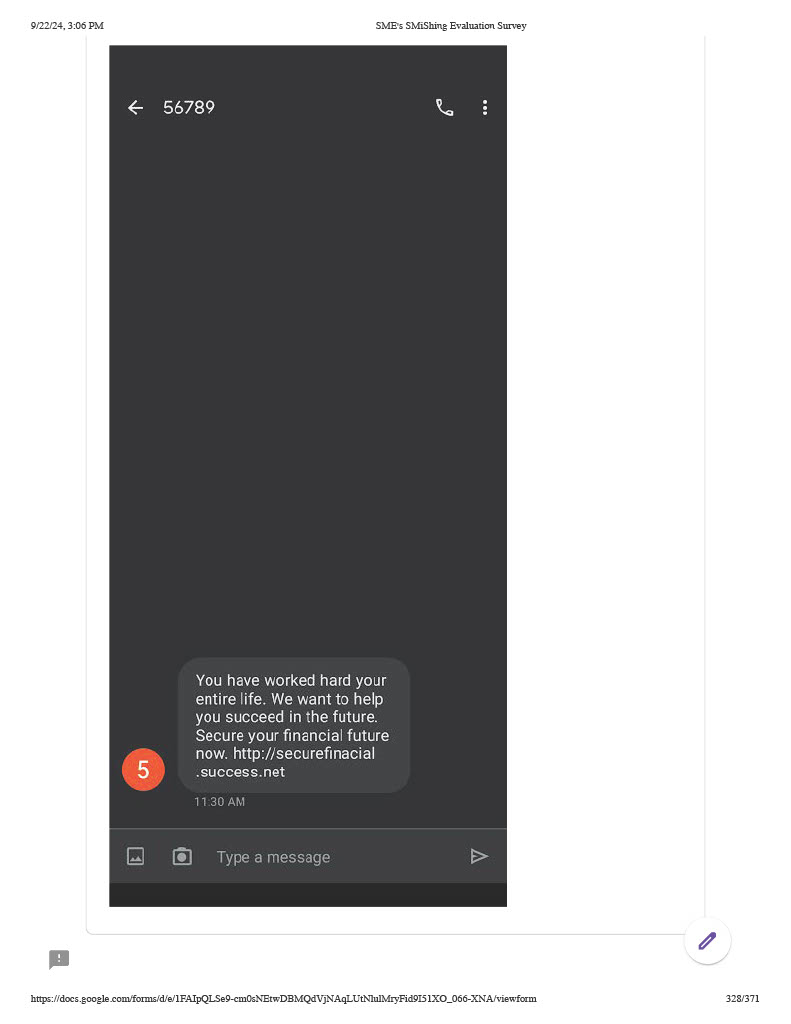 9/22/24, 3:06 PM
SME's SMiShing Evaluation Survey
56789
You have worked hard your
entire life. We want to help
you succeed in the future.
Secure your financial future
now. http://securefinacial
.success.net
5
11:30 AM
Type a message
https://docs.google.com/forms/d/e/1FAIpQLSe9-cm0sNEtwDBMQdVjNAqLUtNlulMryFid9I51XO_066-XNA/viewform
328/371